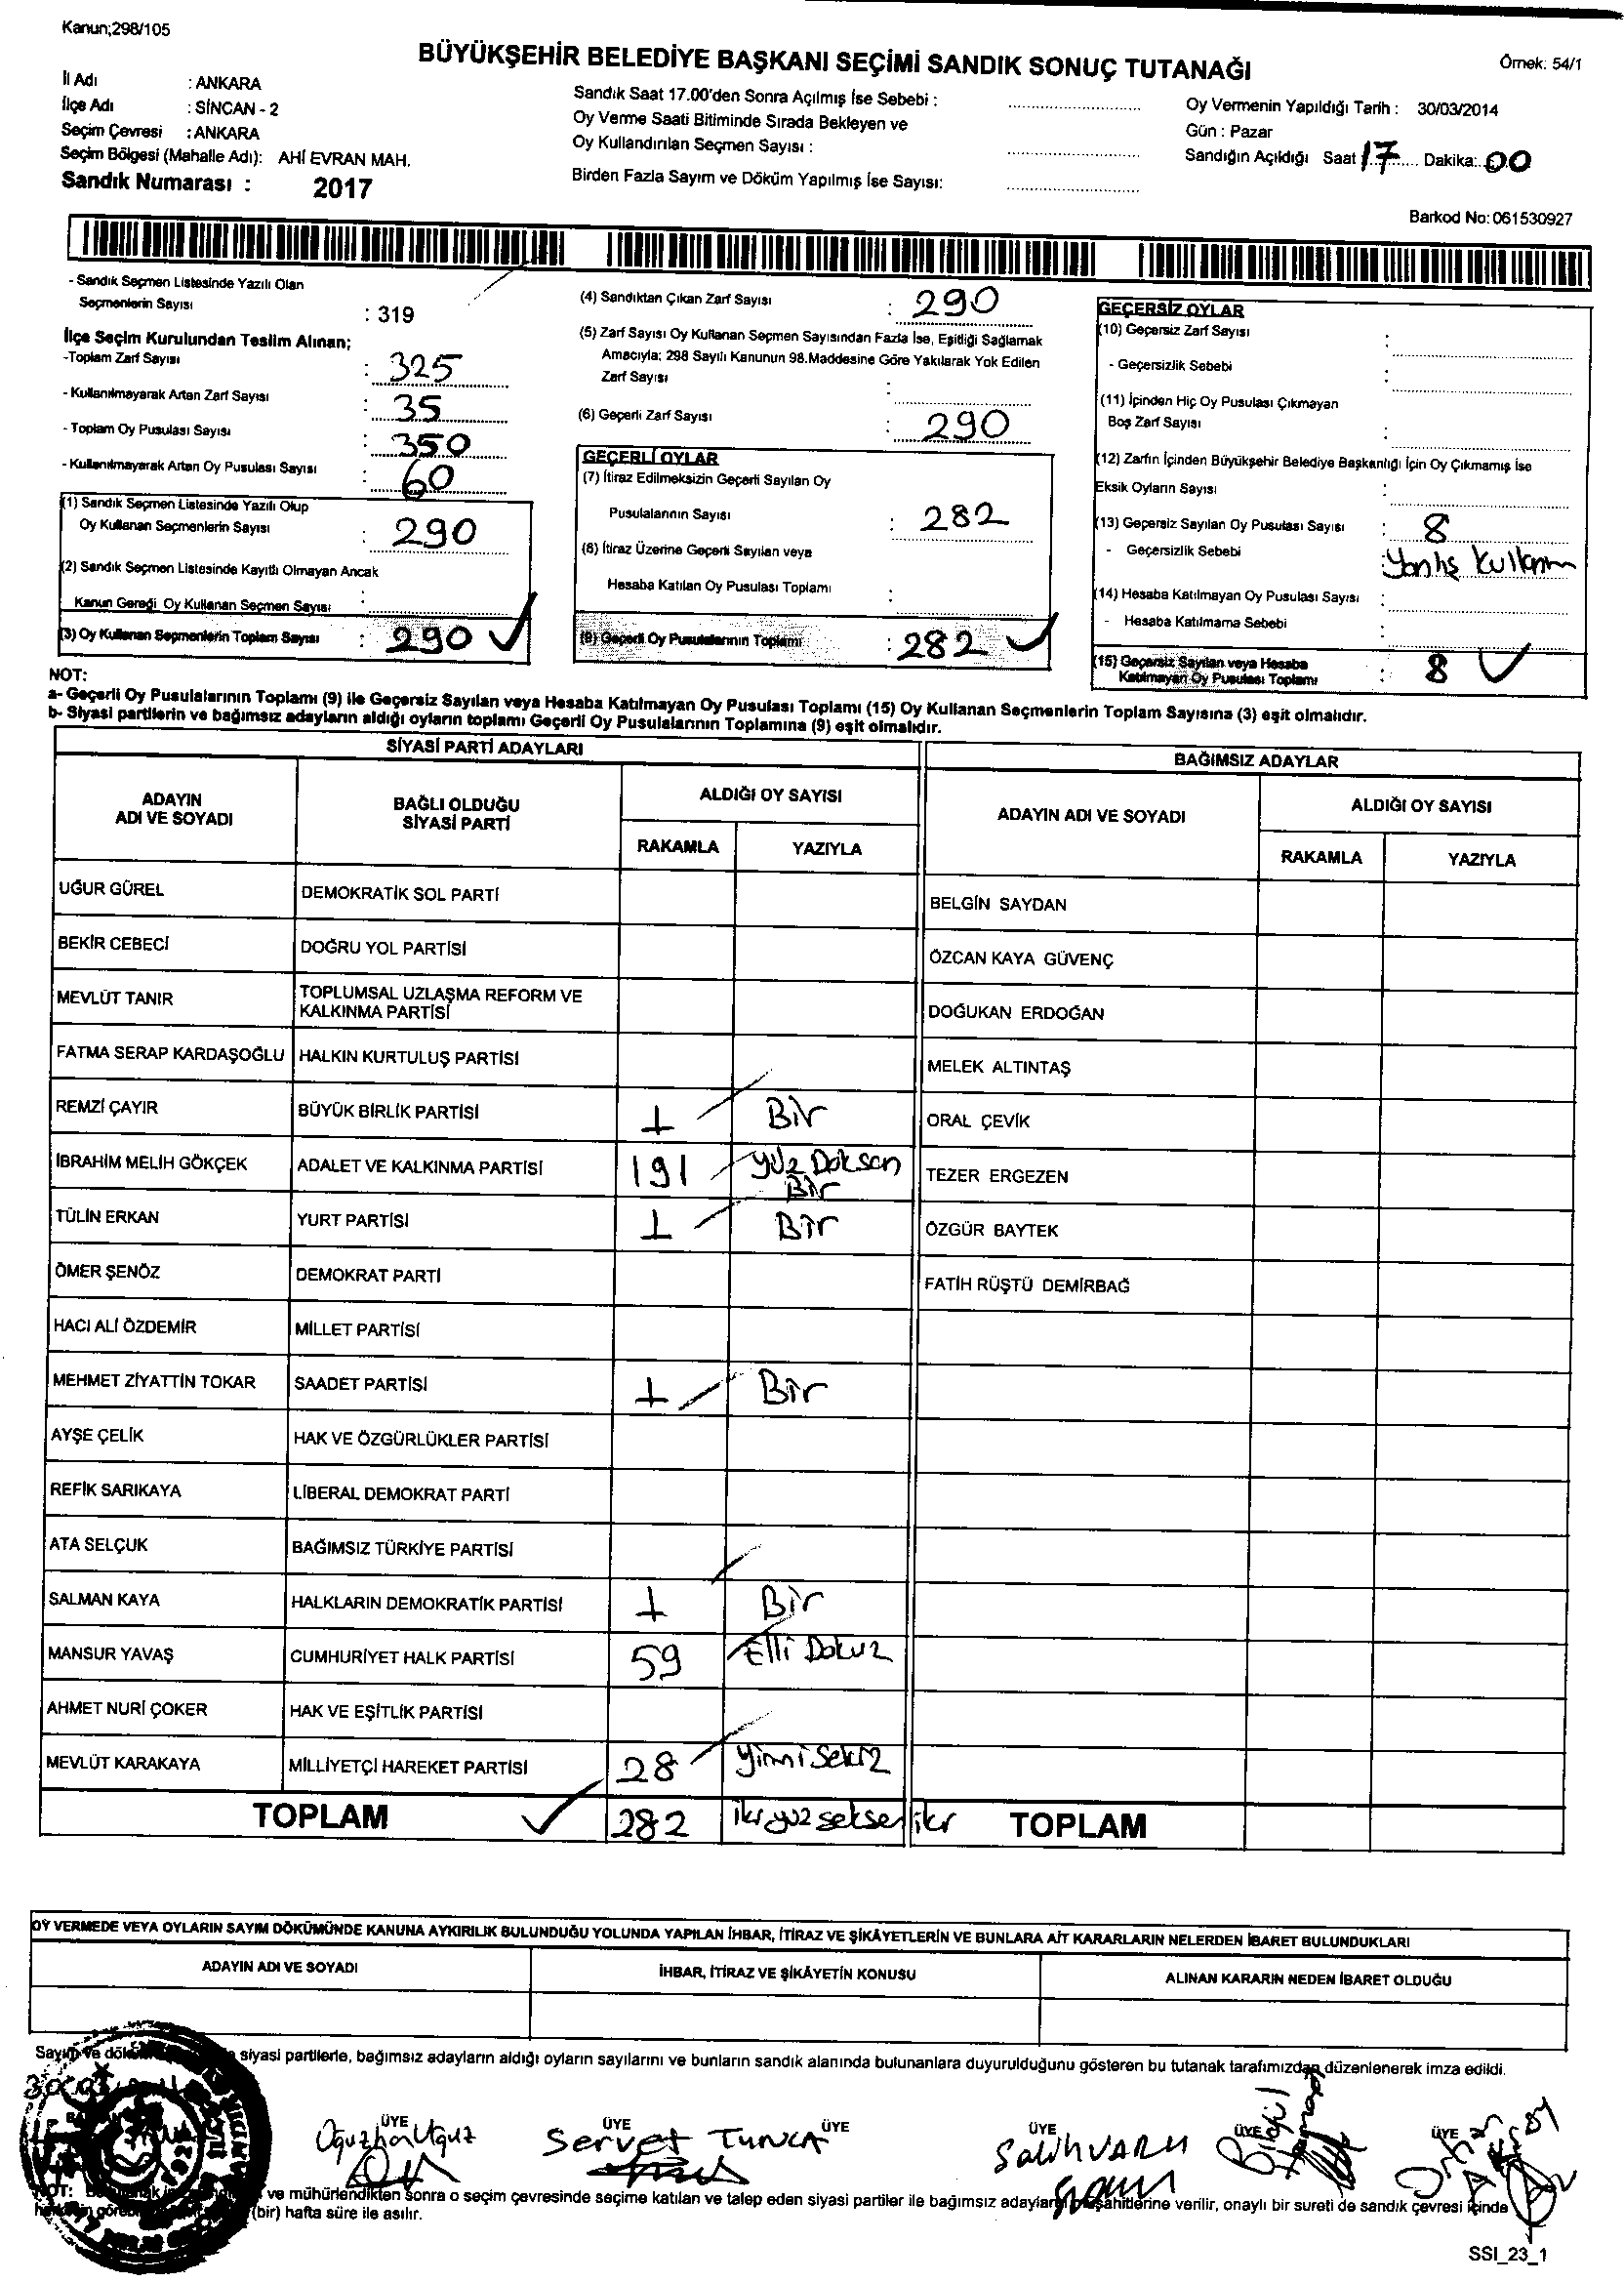 Kanun;298/105
BÜYÜKŞEHİR BELEDİYE BAŞKANI SEÇİMİ SANDIK SONUÇ TUTANAĞI
Örnek: 54/1
İl Adı : ANKARA
İlçe Adı : SİNCAN - 2
Seçim Çevresi : ANKARA
Seçim Bölgesi (Mahalle Adı): AHİ EVRAN MAH.
Sandık Numarası : 2017
Sandık Saat 17.00'den Sonra Açılmış İse Sebebi :
Oy Verme Saati Bitiminde Sırada Bekleyen ve
Oy Kullandırılan Seçmen Sayısı :
Birden Fazla Sayım ve Döküm Yapılmış İse Sayısı:
Oy Vermenin Yapıldığı Tarih : 30/03/2014
Gün : Pazar
Sandığın Açıldığı Saat 17 Dakika: 00
Barkod No: 061530927
- Sandık Seçmen Listesinde Yazılı Olan
Seçmenlerin Sayısı : 319
İlçe Seçim Kurulundan Teslim Alınan;
-Toplam Zarf Sayısı : 325
- Kullanılmayarak Artan Zarf Sayısı : 35
- Toplam Oy Pusulası Sayısı : 350
- Kullanılmayarak Artan Oy Pusulası Sayısı : 60
(1) Sandık Seçmen Listesinde Yazılı Olup
Oy Kullanan Seçmenlerin Sayısı : 290
(2) Sandık Seçmen Listesinde Kayıtlı Olmayan Ancak
Kanun Gereği Oy Kullanan Seçmen Sayısı :
(3) Oy Kullanan Seçmenlerin Toplam Sayısı : 290
(4) Sandıktan Çıkan Zarf Sayısı : 290
(5) Zarf Sayısı Oy Kullanan Seçmen Sayısından Fazla İse, Eşitliği Sağlamak
Amacıyla; 298 Sayılı Kanunun 98.Maddesine Göre Yakılarak Yok Edilen
Zarf Sayısı :
(6) Geçerli Zarf Sayısı : 290
GEÇERLİ OYLAR
(7) İtiraz Edilmeksizin Geçerli Sayılan Oy
Pusulalarının Sayısı : 282
(8) İtiraz Üzerine Geçerli Sayılan veya
Hesaba Katılan Oy Pusulası Toplamı :
(9) Geçerli Oy Pusulalarının Toplamı : 282
GEÇERSİZ OYLAR
(10) Geçersiz Zarf Sayısı :
- Geçersizlik Sebebi :
(11) İçinden Hiç Oy Pusulası Çıkmayan
Boş Zarf Sayısı :
(12) Zarfın İçinden Büyükşehir Belediye Başkanlığı İçin Oy Çıkmamış İse
Eksik Oyların Sayısı :
(13) Geçersiz Sayılan Oy Pusulası Sayısı : 8
- Geçersizlik Sebebi : Yanlış Kullanım
(14) Hesaba Katılmayan Oy Pusulası Sayısı :
- Hesaba Katılmama Sebebi :
(15) Geçersiz Sayılan veya Hesaba
Katılmayan Oy Pusulası Toplamı : 8
NOT:
a- Geçerli Oy Pusulalarının Toplamı (9) ile Geçersiz Sayılan veya Hesaba Katılmayan Oy Pusulası Toplamı (15) Oy Kullanan Seçmenlerin Toplam Sayısına (3) eşit olmalıdır.
b- Siyasi partilerin ve bağımsız adayların aldığı oyların toplamı Geçerli Oy Pusulalarının Toplamına (9) eşit olmalıdır.
SİYASİ PARTİ ADAYLARI
ADAYIN ADI VE SOYADI
BAĞLI OLDUĞU SİYASİ PARTİ
ALDIĞI OY SAYISI
RAKAMLA YAZIYLA
UĞUR GÜREL DEMOKRATİK SOL PARTİ
BEKİR CEBECİ DOĞRU YOL PARTİSİ
MEVLÜT TANIR TOPLUMSAL UZLAŞMA REFORM VE KALKINMA PARTİSİ
FATMA SERAP KARDAŞOĞLU HALKIN KURTULUŞ PARTİSİ
REMZİ ÇAYIR BÜYÜK BİRLİK PARTİSİ 1 Bir
İBRAHİM MELİH GÖKÇEK ADALET VE KALKINMA PARTİSİ 191 Yüz Doksan Bir
TÜLİN ERKAN YURT PARTİSİ 1 Bir
ÖMER ŞENÖZ DEMOKRAT PARTİ
HACI ALİ ÖZDEMİR MİLLET PARTİSİ
MEHMET ZİYATTİN TOKAR SAADET PARTİSİ 1 Bir
AYŞE ÇELİK HAK VE ÖZGÜRLÜKLER PARTİSİ
REFİK SARIKAYA LİBERAL DEMOKRAT PARTİ
ATA SELÇUK BAĞIMSIZ TÜRKİYE PARTİSİ
SALMAN KAYA HALKLARIN DEMOKRATİK PARTİSİ 1 Bir
MANSUR YAVAŞ CUMHURİYET HALK PARTİSİ 59 Elli Dokuz
AHMET NURİ ÇOKER HAK VE EŞİTLİK PARTİSİ
MEVLÜT KARAKAYA MİLLİYETÇİ HAREKET PARTİSİ 28 Yirmi Sekiz
TOPLAM 282 iki yüz seksen iki
BAĞIMSIZ ADAYLAR
ADAYIN ADI VE SOYADI
ALDIĞI OY SAYISI
RAKAMLA YAZIYLA
BELGİN SAYDAN
ÖZCAN KAYA GÜVENÇ
DOĞUKAN ERDOĞAN
MELEK ALTINTAŞ
ORAL ÇEVİK
TEZER ERGEZEN
ÖZGÜR BAYTEK
FATİH RÜŞTÜ DEMİRBAĞ
TOPLAM
OY VERMEDE VEYA OYLARIN SAYIM DÖKÜMÜNDE KANUNA AYKIRILIK BULUNDUĞU YOLUNDA YAPILAN İHBAR, İTİRAZ VE ŞİKÂYETLERİN VE BUNLARA AİT KARARLARIN NELERDEN İBARET BULUNDUKLARI
ADAYIN ADI VE SOYADI
İHBAR, İTİRAZ VE ŞİKÂYETİN KONUSU
ALINAN KARARIN NEDEN İBARET OLDUĞU
Sayım ve siyasi partilerle, bağımsız adayların aldığı oyların sayılarını ve bunların sandık alanında bulunanlara duyurulduğunu gösteren bu tutanak tarafımızdan düzenlenerek imza edildi.
ÜYE ÜYE ÜYE ÜYE ÜYE ÜYE
Oğuzhan Uğuz Servet TUNCA Salih VARLI
NOT: ve mühürlendikten sonra o seçim çevresinde seçime katılan ve talep eden siyasi partiler ile bağımsız adayların müşahitlerine verilir, onaylı bir sureti de sandık çevresi içinde
(bir) hafta süre ile asılır.
SSI_23_1